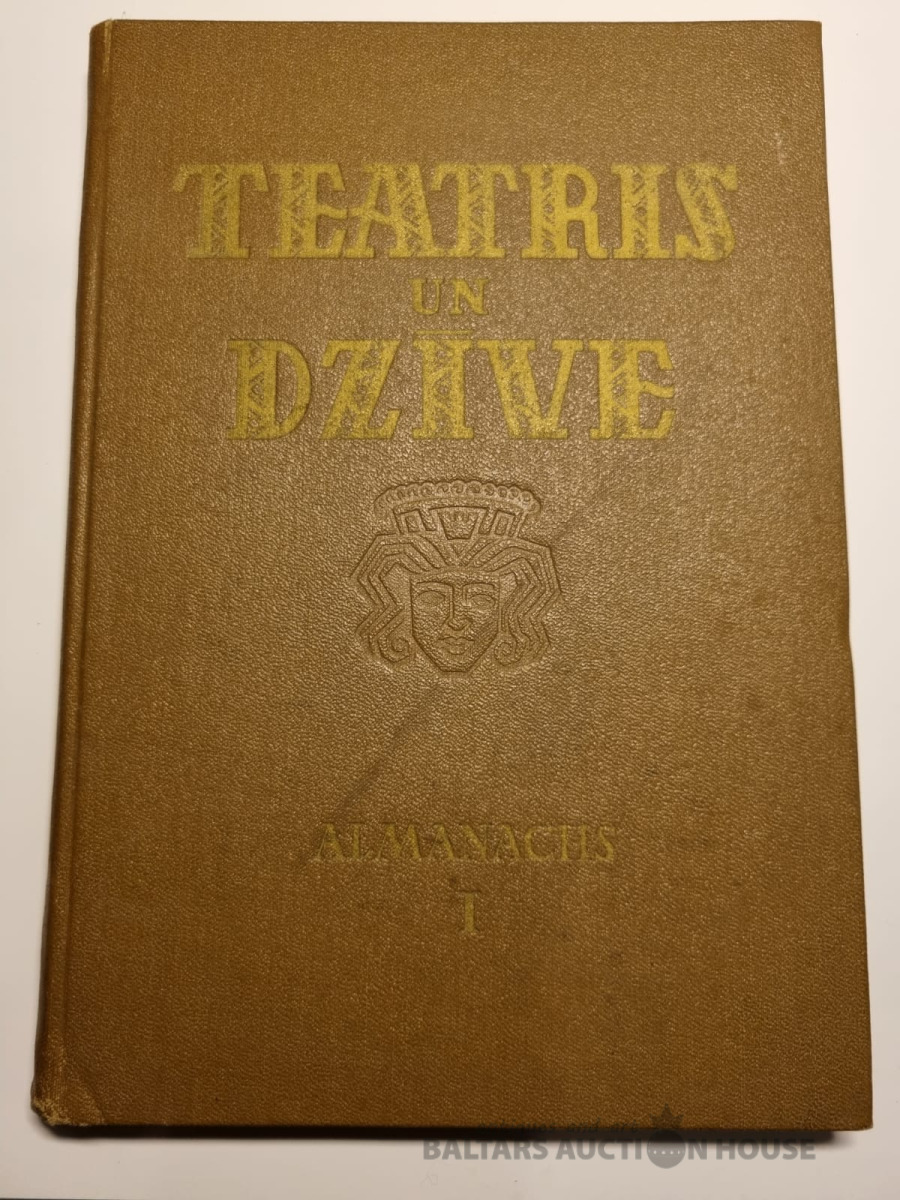 TEATRIS
UN
DZĪVE
ALMANACHS
I
BALTARS AUCTION HOUSE